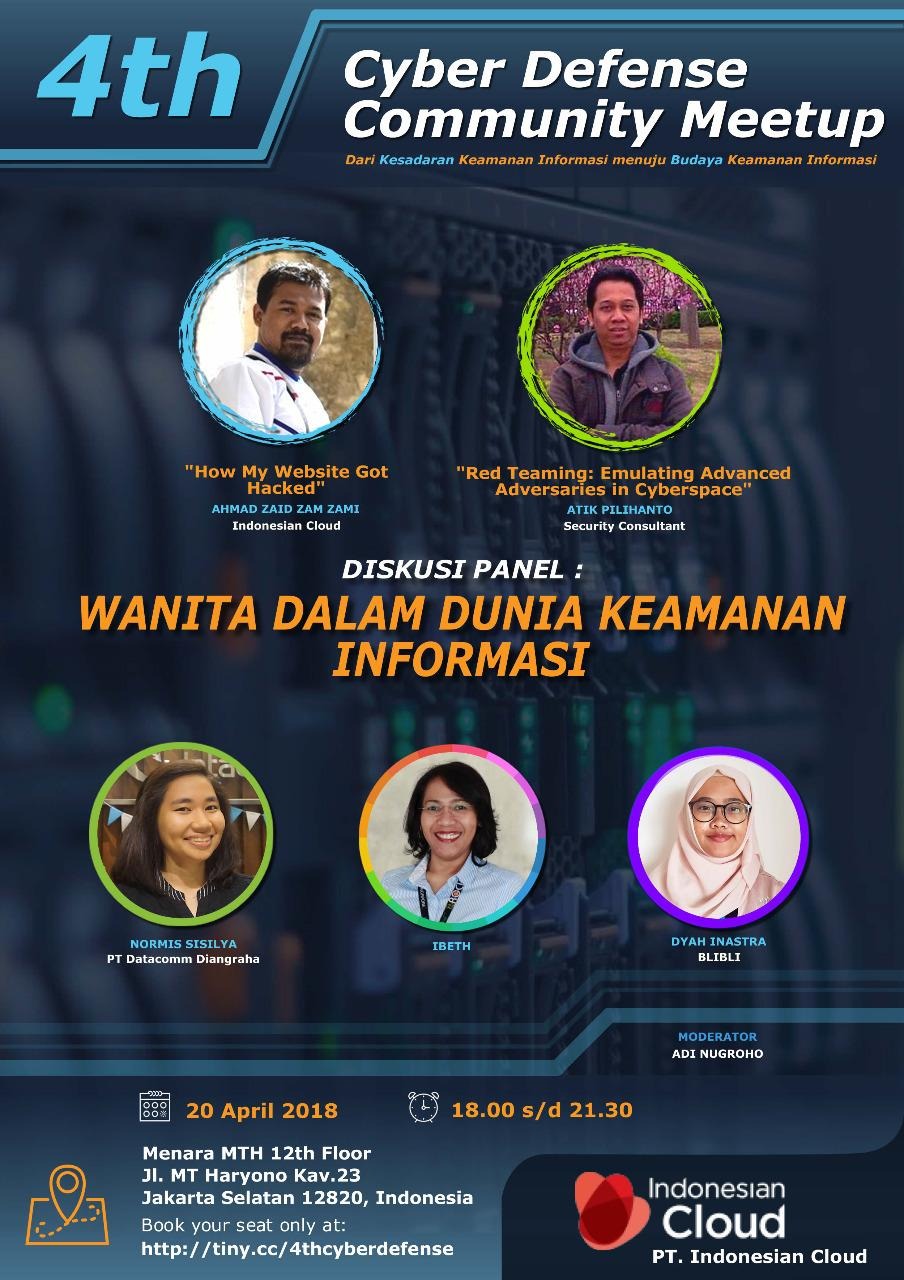 4th
Cyber Defense
Community Meetup
Dari Kesadaran Keamanan Informasi menuju Budaya Keamanan Informasi
"How My Website Got
Hacked"
AHMAD ZAID ZAM ZAMI
Indonesian Cloud
"Red Teaming: Emulating Advanced
Adversaries in Cyberspace"
ATIK PILIHANTO
Security Consultant
DISKUSI PANEL :
WANITA DALAM DUNIA KEAMANAN
INFORMASI
NORMIS SISILYA
PT Datacomm Diangraha
IBETH
DYAH INASTRA
BLIBLI
MODERATOR
ADI NUGROHO
20 April 2018
18.00 s/d 21.30
Menara MTH 12th Floor
Jl. MT Haryono Kav.23
Jakarta Selatan 12820, Indonesia
Book your seat only at:
http://tiny.cc/4thcyberdefense
Indonesian
Cloud
PT. Indonesian Cloud